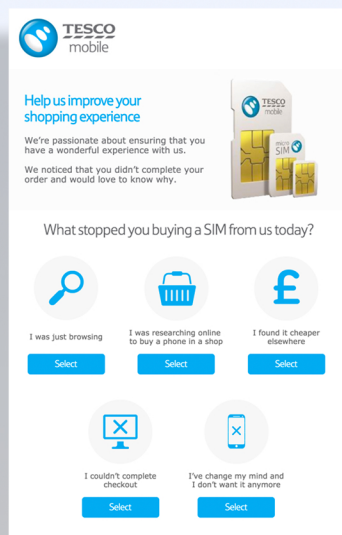 TESCO
mobile
Help us improve your
shopping experience
We're passionate about ensuring that you
have a wonderful experience with us.
We noticed that you didn't complete your
order and would love to know why.
TESCO
mobile
micro
SIM
What stopped you buying a SIM from us today?
I was just browsing
Select
I was researching online
to buy a phone in a shop
Select
£
I found it cheaper
elsewhere
Select
I couldn't complete
checkout
Select
I've change my mind and
I don't want it anymore
Select